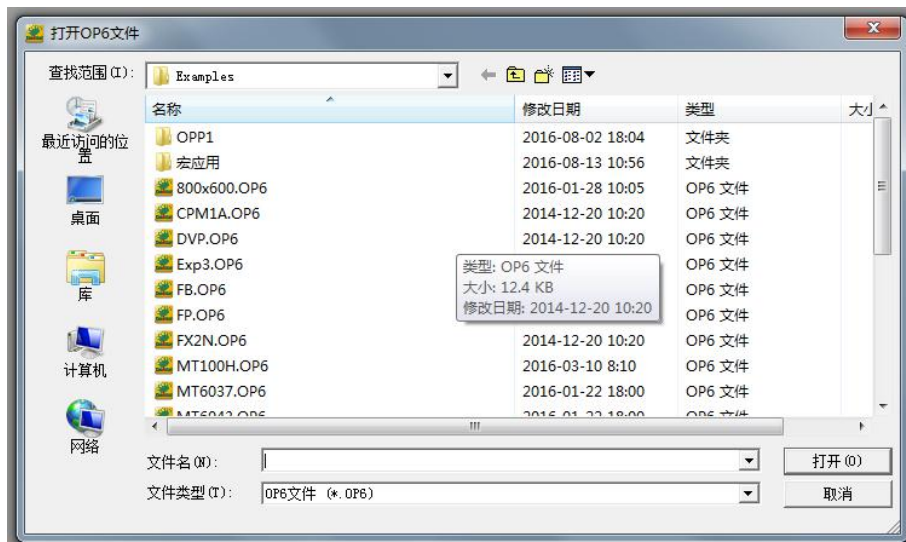 打开OP6文件
查找范围(I):
Examples
名称 修改日期 类型 大小
最近访问的位置
桌面
库
计算机
网络
OPP1 2016-08-02 18:04 文件夹
宏应用 2016-08-13 10:56 文件夹
800x600.OP6 2016-01-28 10:05 OP6 文件
CPM1A.OP6 2014-12-20 10:20 OP6 文件
DVP.OP6 2014-12-20 10:20 OP6 文件
Exp3.OP6 OP6 文件
FB.OP6 OP6 文件
FP.OP6 OP6 文件
类型: OP6 文件
大小: 12.4 KB
修改日期: 2014-12-20 10:20
FX2N.OP6 2014-12-20 10:20 OP6 文件
MT100H.OP6 2016-03-10 8:10 OP6 文件
MT6037.OP6 2016-01-22 18:00 OP6 文件
文件名(N):
打开(O)
文件类型(T):
OP6文件 (*.OP6)
取消